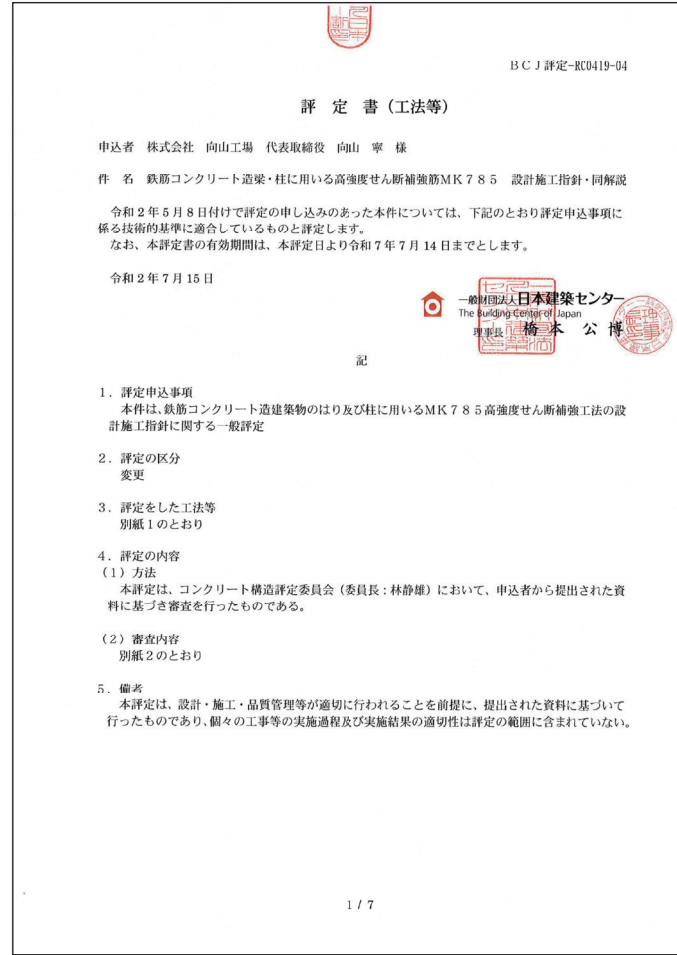 BCJ評定-RC0419-04
評 定 書（工法等）
申込者 株式会社 向山工場 代表取締役 向山 寧 様
件 名 鉄筋コンクリート造梁・柱に用いる高強度せん断補強筋MK785 設計施工指針・同解説
令和2年5月8日付けで評定の申し込みのあった本件については、下記のとおり評定申込事項に
係る技術的基準に適合しているものと評定します。
なお、本評定書の有効期間は、本評定日より令和7年7月14日までとします。
令和2年7月15日
一般財団法人日本建築センター
The Building Center of Japan
理事長 橋本 公博
記
1．評定申込事項
本件は、鉄筋コンクリート造建築物のはり及び柱に用いるMK785高強度せん断補強工法の設
計施工指針に関する一般評定
2．評定の区分
変更
3．評定をした工法等
別紙1のとおり
4．評定の内容
（1）方法
本評定は、コンクリート構造評定委員会（委員長：林静雄）において、申込者から提出された資
料に基づき審査を行ったものである。
（2）審査内容
別紙2のとおり
5．備考
本評定は、設計・施工・品質管理等が適切に行われることを前提に、提出された資料に基づいて
行ったものであり、個々の工事等の実施過程及び実施結果の適切性は評定の範囲に含まれていない。
1 / 7